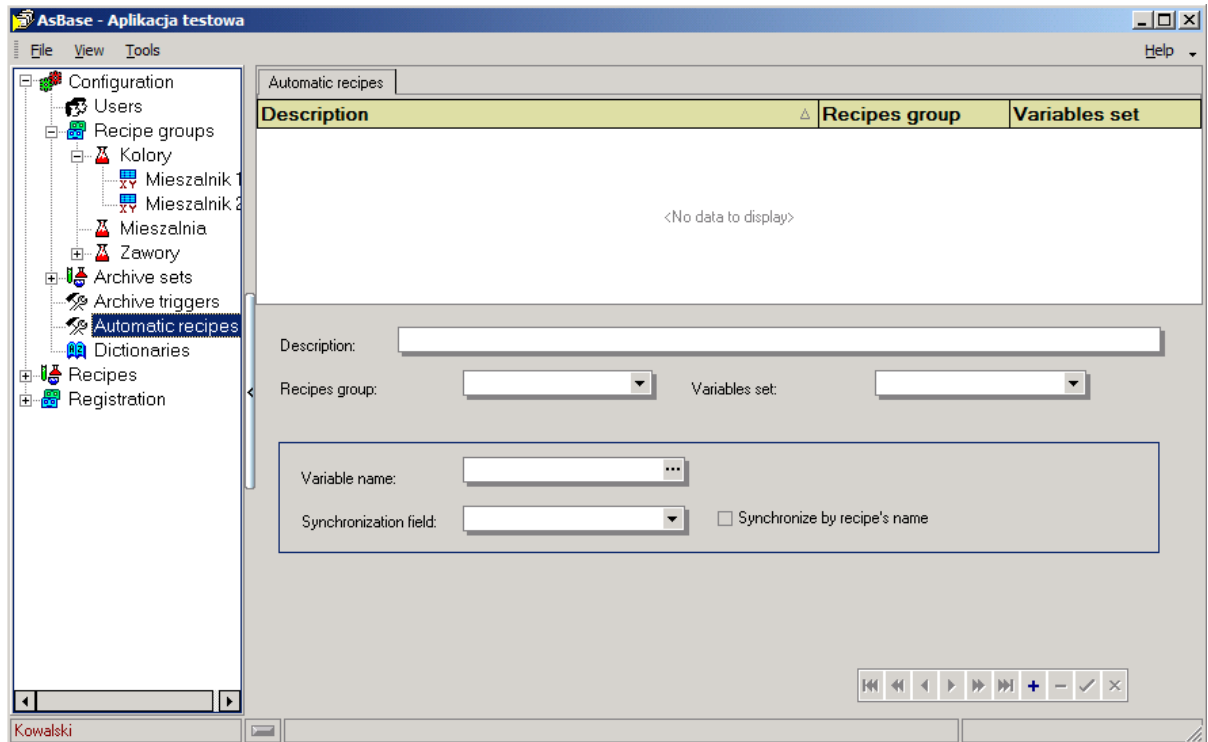 AsBase - Aplikacja testowa
File View Tools Help
Configuration
Users
Recipe groups
Kolory
Mieszalnik 1
Mieszalnik 2
Mieszalnia
Zawory
Archive sets
Archive triggers
Automatic recipes
Dictionaries
Recipes
Registration
Automatic recipes
Description Recipes group Variables set
<No data to display>
Description:
Recipes group: Variables set:
Variable name:
Synchronization field: Synchronize by recipe's name
Kowalski